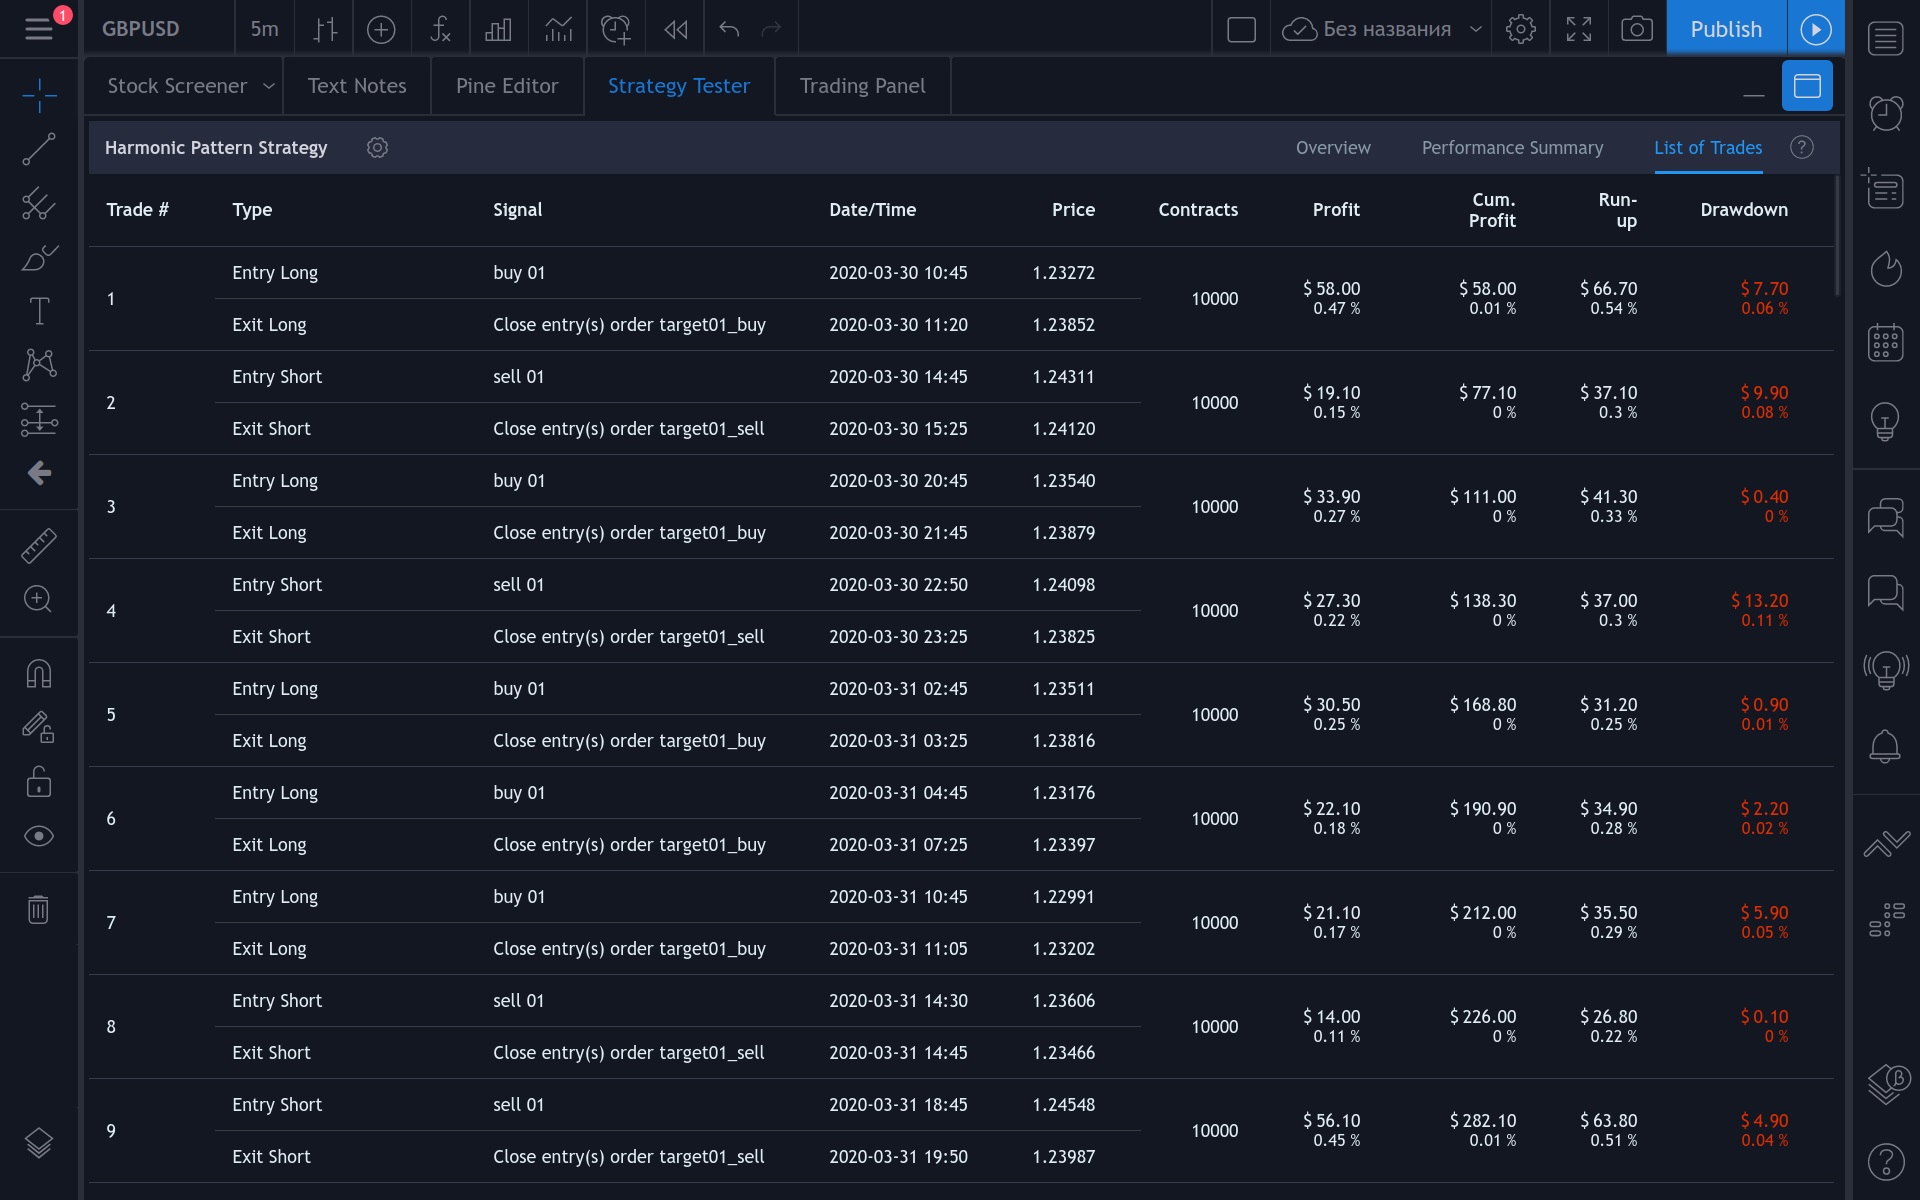 1
GBPUSD 5m Без названия Publish
Stock Screener Text Notes Pine Editor Strategy Tester Trading Panel
Harmonic Pattern Strategy Overview Performance Summary List of Trades ?
Trade # Type Signal Date/Time Price Contracts Profit Cum. Profit Run-up Drawdown
Entry Long buy 01 2020-03-30 10:45 1.23272
1 10000 $ 58.00 $ 58.00 $ 66.70 $ 7.70
0.47 % 0.01 % 0.54 % 0.06 %
Exit Long Close entry(s) order target01_buy 2020-03-30 11:20 1.23852
Entry Short sell 01 2020-03-30 14:45 1.24311
2 10000 $ 19.10 $ 77.10 $ 37.10 $ 9.90
0.15 % 0 % 0.3 % 0.08 %
Exit Short Close entry(s) order target01_sell 2020-03-30 15:25 1.24120
Entry Long buy 01 2020-03-30 20:45 1.23540
3 10000 $ 33.90 $ 111.00 $ 41.30 $ 0.40
0.27 % 0 % 0.33 % 0 %
Exit Long Close entry(s) order target01_buy 2020-03-30 21:45 1.23879
Entry Short sell 01 2020-03-30 22:50 1.24098
4 10000 $ 27.30 $ 138.30 $ 37.00 $ 13.20
0.22 % 0 % 0.3 % 0.11 %
Exit Short Close entry(s) order target01_sell 2020-03-30 23:25 1.23825
Entry Long buy 01 2020-03-31 02:45 1.23511
5 10000 $ 30.50 $ 168.80 $ 31.20 $ 0.90
0.25 % 0 % 0.25 % 0.01 %
Exit Long Close entry(s) order target01_buy 2020-03-31 03:25 1.23816
Entry Long buy 01 2020-03-31 04:45 1.23176
6 10000 $ 22.10 $ 190.90 $ 34.90 $ 2.20
0.18 % 0 % 0.28 % 0.02 %
Exit Long Close entry(s) order target01_buy 2020-03-31 07:25 1.23397
Entry Long buy 01 2020-03-31 10:45 1.22991
7 10000 $ 21.10 $ 212.00 $ 35.50 $ 5.90
0.17 % 0 % 0.29 % 0.05 %
Exit Long Close entry(s) order target01_buy 2020-03-31 11:05 1.23202
Entry Short sell 01 2020-03-31 14:30 1.23606
8 10000 $ 14.00 $ 226.00 $ 26.80 $ 0.10
0.11 % 0 % 0.22 % 0 %
Exit Short Close entry(s) order target01_sell 2020-03-31 14:45 1.23466
Entry Short sell 01 2020-03-31 18:45 1.24548
9 10000 $ 56.10 $ 282.10 $ 63.80 $ 4.90
0.45 % 0.01 % 0.51 % 0.04 %
Exit Short Close entry(s) order target01_sell 2020-03-31 19:50 1.23987